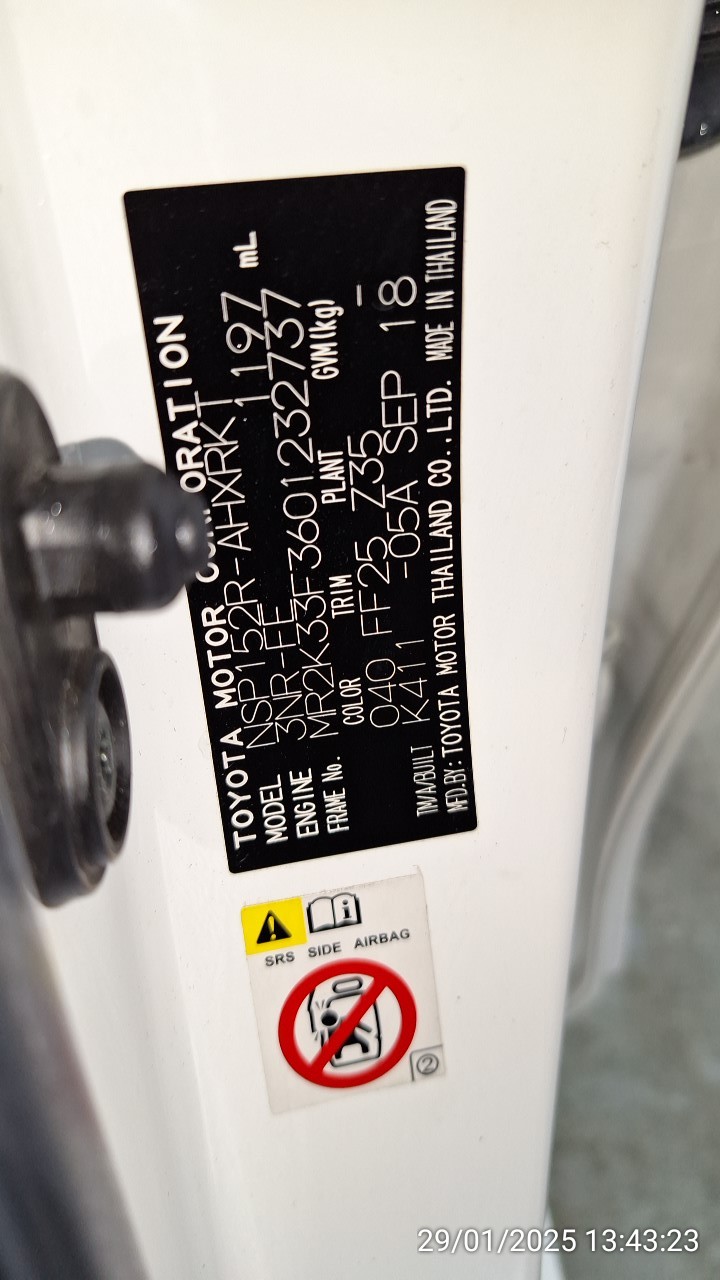 TOYOTA MOTOR CORPORATION
MODEL NSP152R-AHXRKT 1197 mL
ENGINE 3NR-FE
FRAME No. MR2K33F3601232737
COLOR TRIM PLANT GVM(kg)
040 FF25 Z35 —
K411 -05A SEP 18
TM/A/BUILT
MFD.BY: TOYOTA MOTOR THAILAND CO.,LTD. MADE IN THAILAND
SRS SIDE AIRBAG
2
29/01/2025 13:43:23